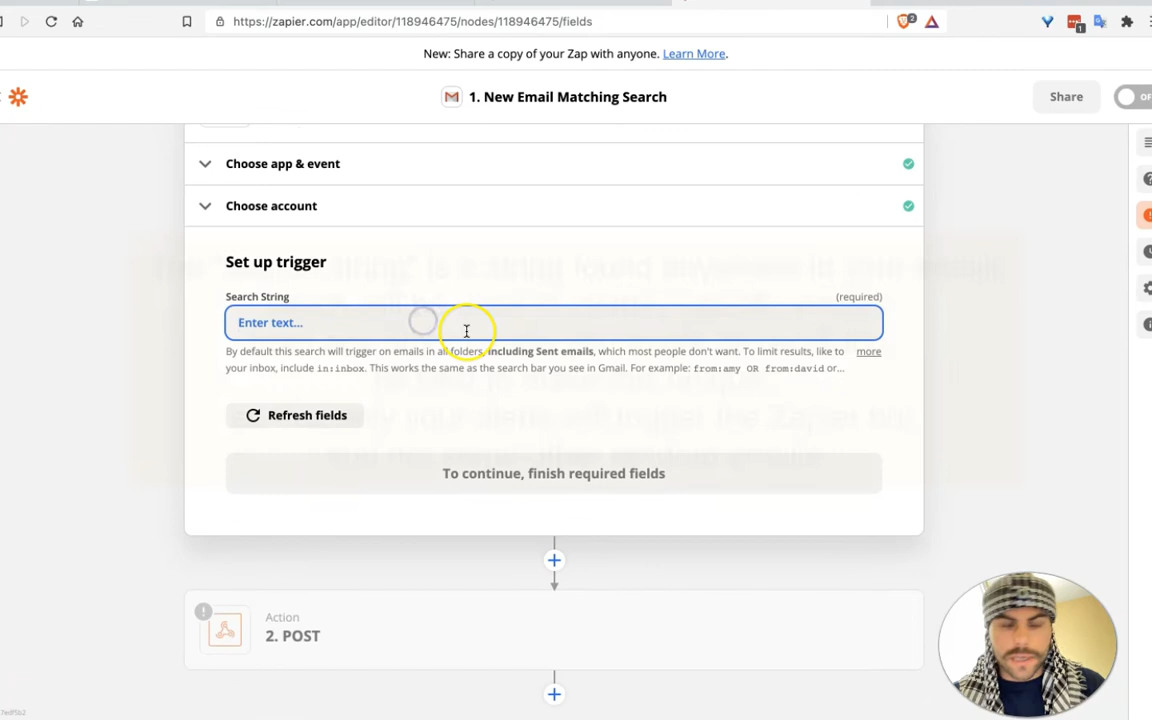 https://zapier.com/app/editor/118946475/nodes/118946475/fields
2
1
New: Share a copy of your Zap with anyone. Learn More.
1. New Email Matching Search
Share
Choose app & event
Choose account
Set up trigger
Search String
(required)
Enter text...
By default this search will trigger on emails in all folders, including Sent emails, which most people don't want. To limit results, like to
more
your inbox, include in:inbox. This works the same as the search bar you see in Gmail. For example: from:amy OR from:david or...
Refresh fields
To continue, finish required fields
Action
2. POST